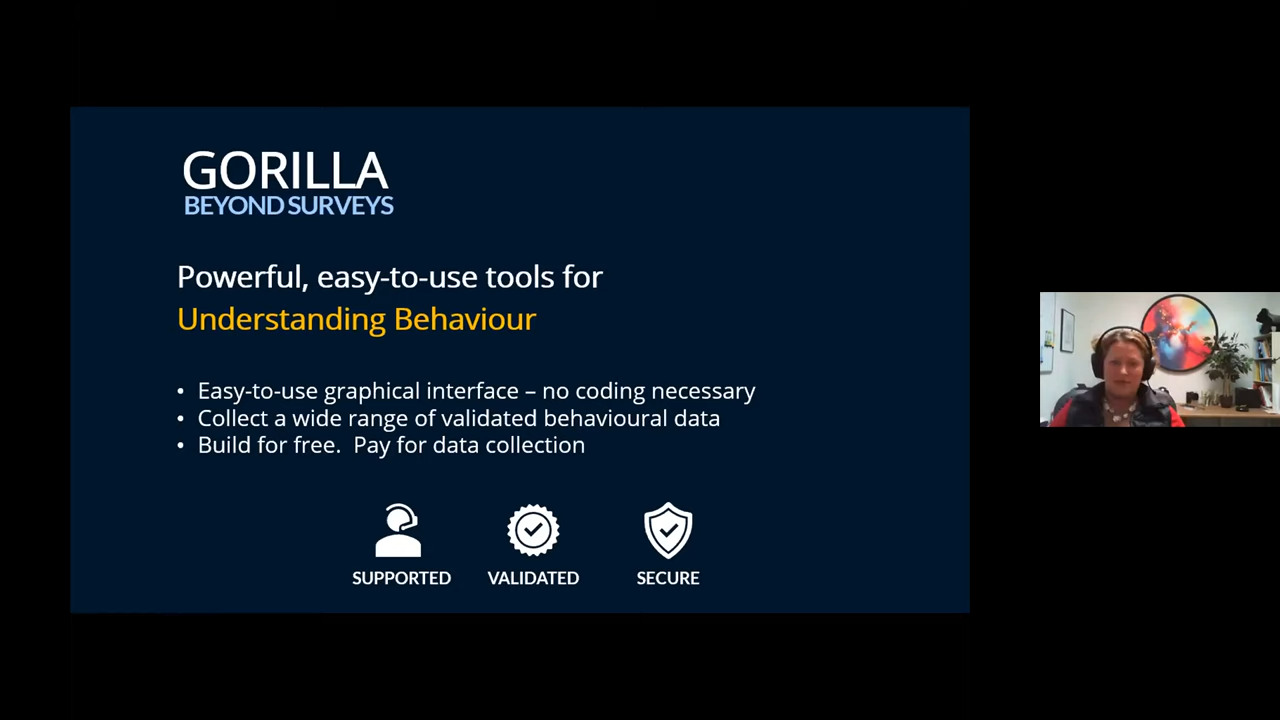 GORILLA
BEYOND SURVEYS
Powerful, easy-to-use tools for
Understanding Behaviour
• Easy-to-use graphical interface – no coding necessary
• Collect a wide range of validated behavioural data
• Build for free.  Pay for data collection
SUPPORTED VALIDATED SECURE